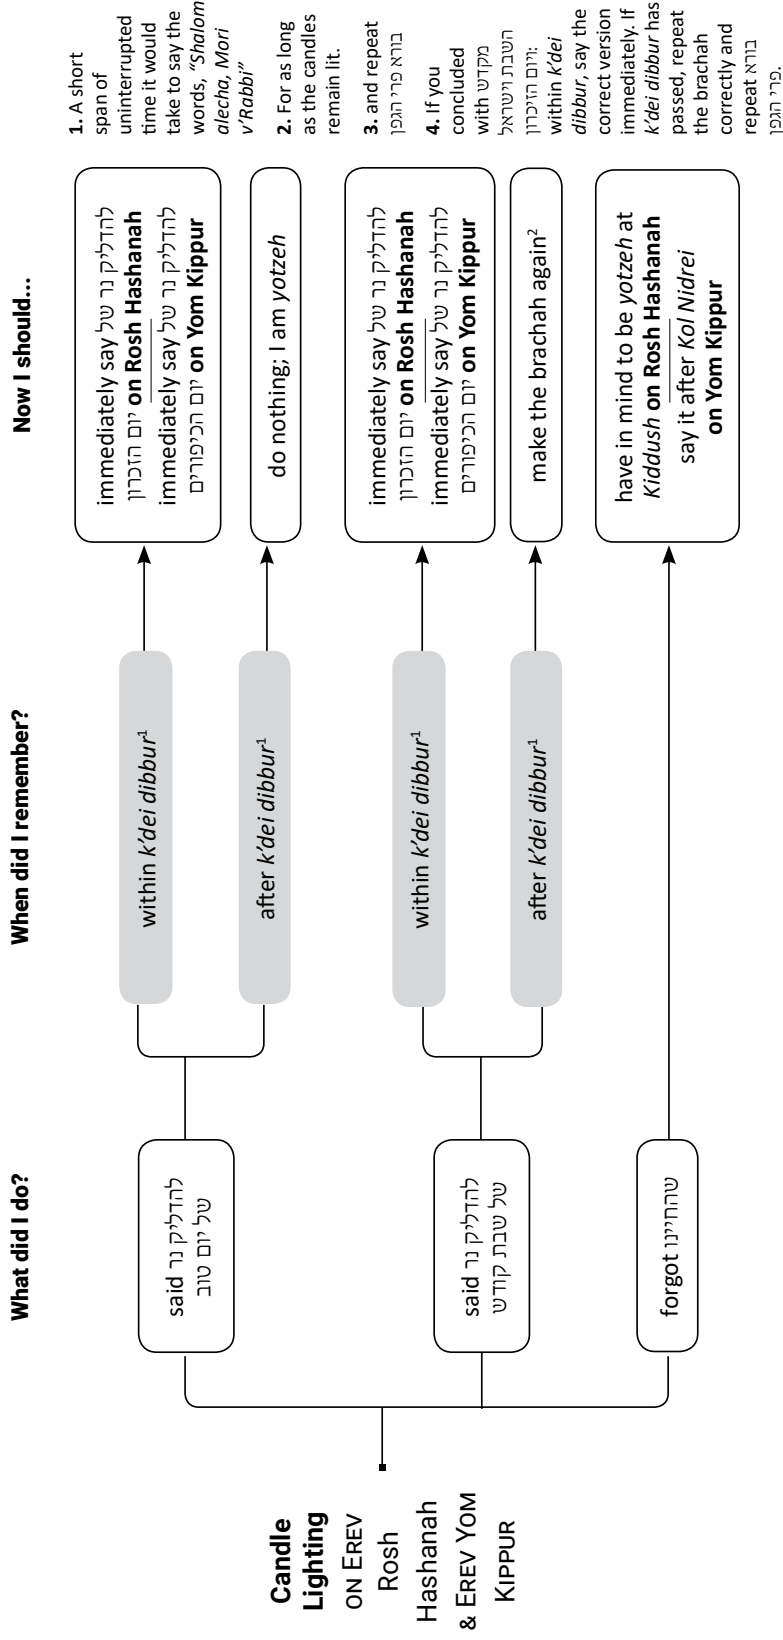 What did I do?
When did I remember?
Now I should...
Candle
Lighting
ON EREV
Rosh
Hashanah
& EREV YOM
KIPPUR
said להדליק נר
של יום טוב
within k'dei dibbur1
immediately say להדליק נר של
יום הזכרון on Rosh Hashanah
immediately say להדליק נר של
יום הכיפורים on Yom Kippur
after k'dei dibbur1
do nothing; I am yotzeh
said להדליק נר
של שבת קודש
within k'dei dibbur1
immediately say להדליק נר של
יום הזכרון on Rosh Hashanah
immediately say להדליק נר של
יום הכיפורים on Yom Kippur
after k'dei dibbur1
make the brachah again2
forgot שהחיינו
have in mind to be yotzeh at
Kiddush on Rosh Hashanah
say it after Kol Nidrei
on Yom Kippur
1. A short
span of
uninterrupted
time it would
take to say the
words, “Shalom
alecha, Mori
v'Rabbi”
2. For as long
as the candles
remain lit.
3. and repeat
בורא פרי הגפן
4. If you
concluded
with מקדש
השבת וישראל
ויום הזיכרון:
within k'dei
dibbur, say the
correct version
immediately. If
k'dei dibbur has
passed, repeat
the brachah
correctly and
repeat בורא
פרי הגפן.